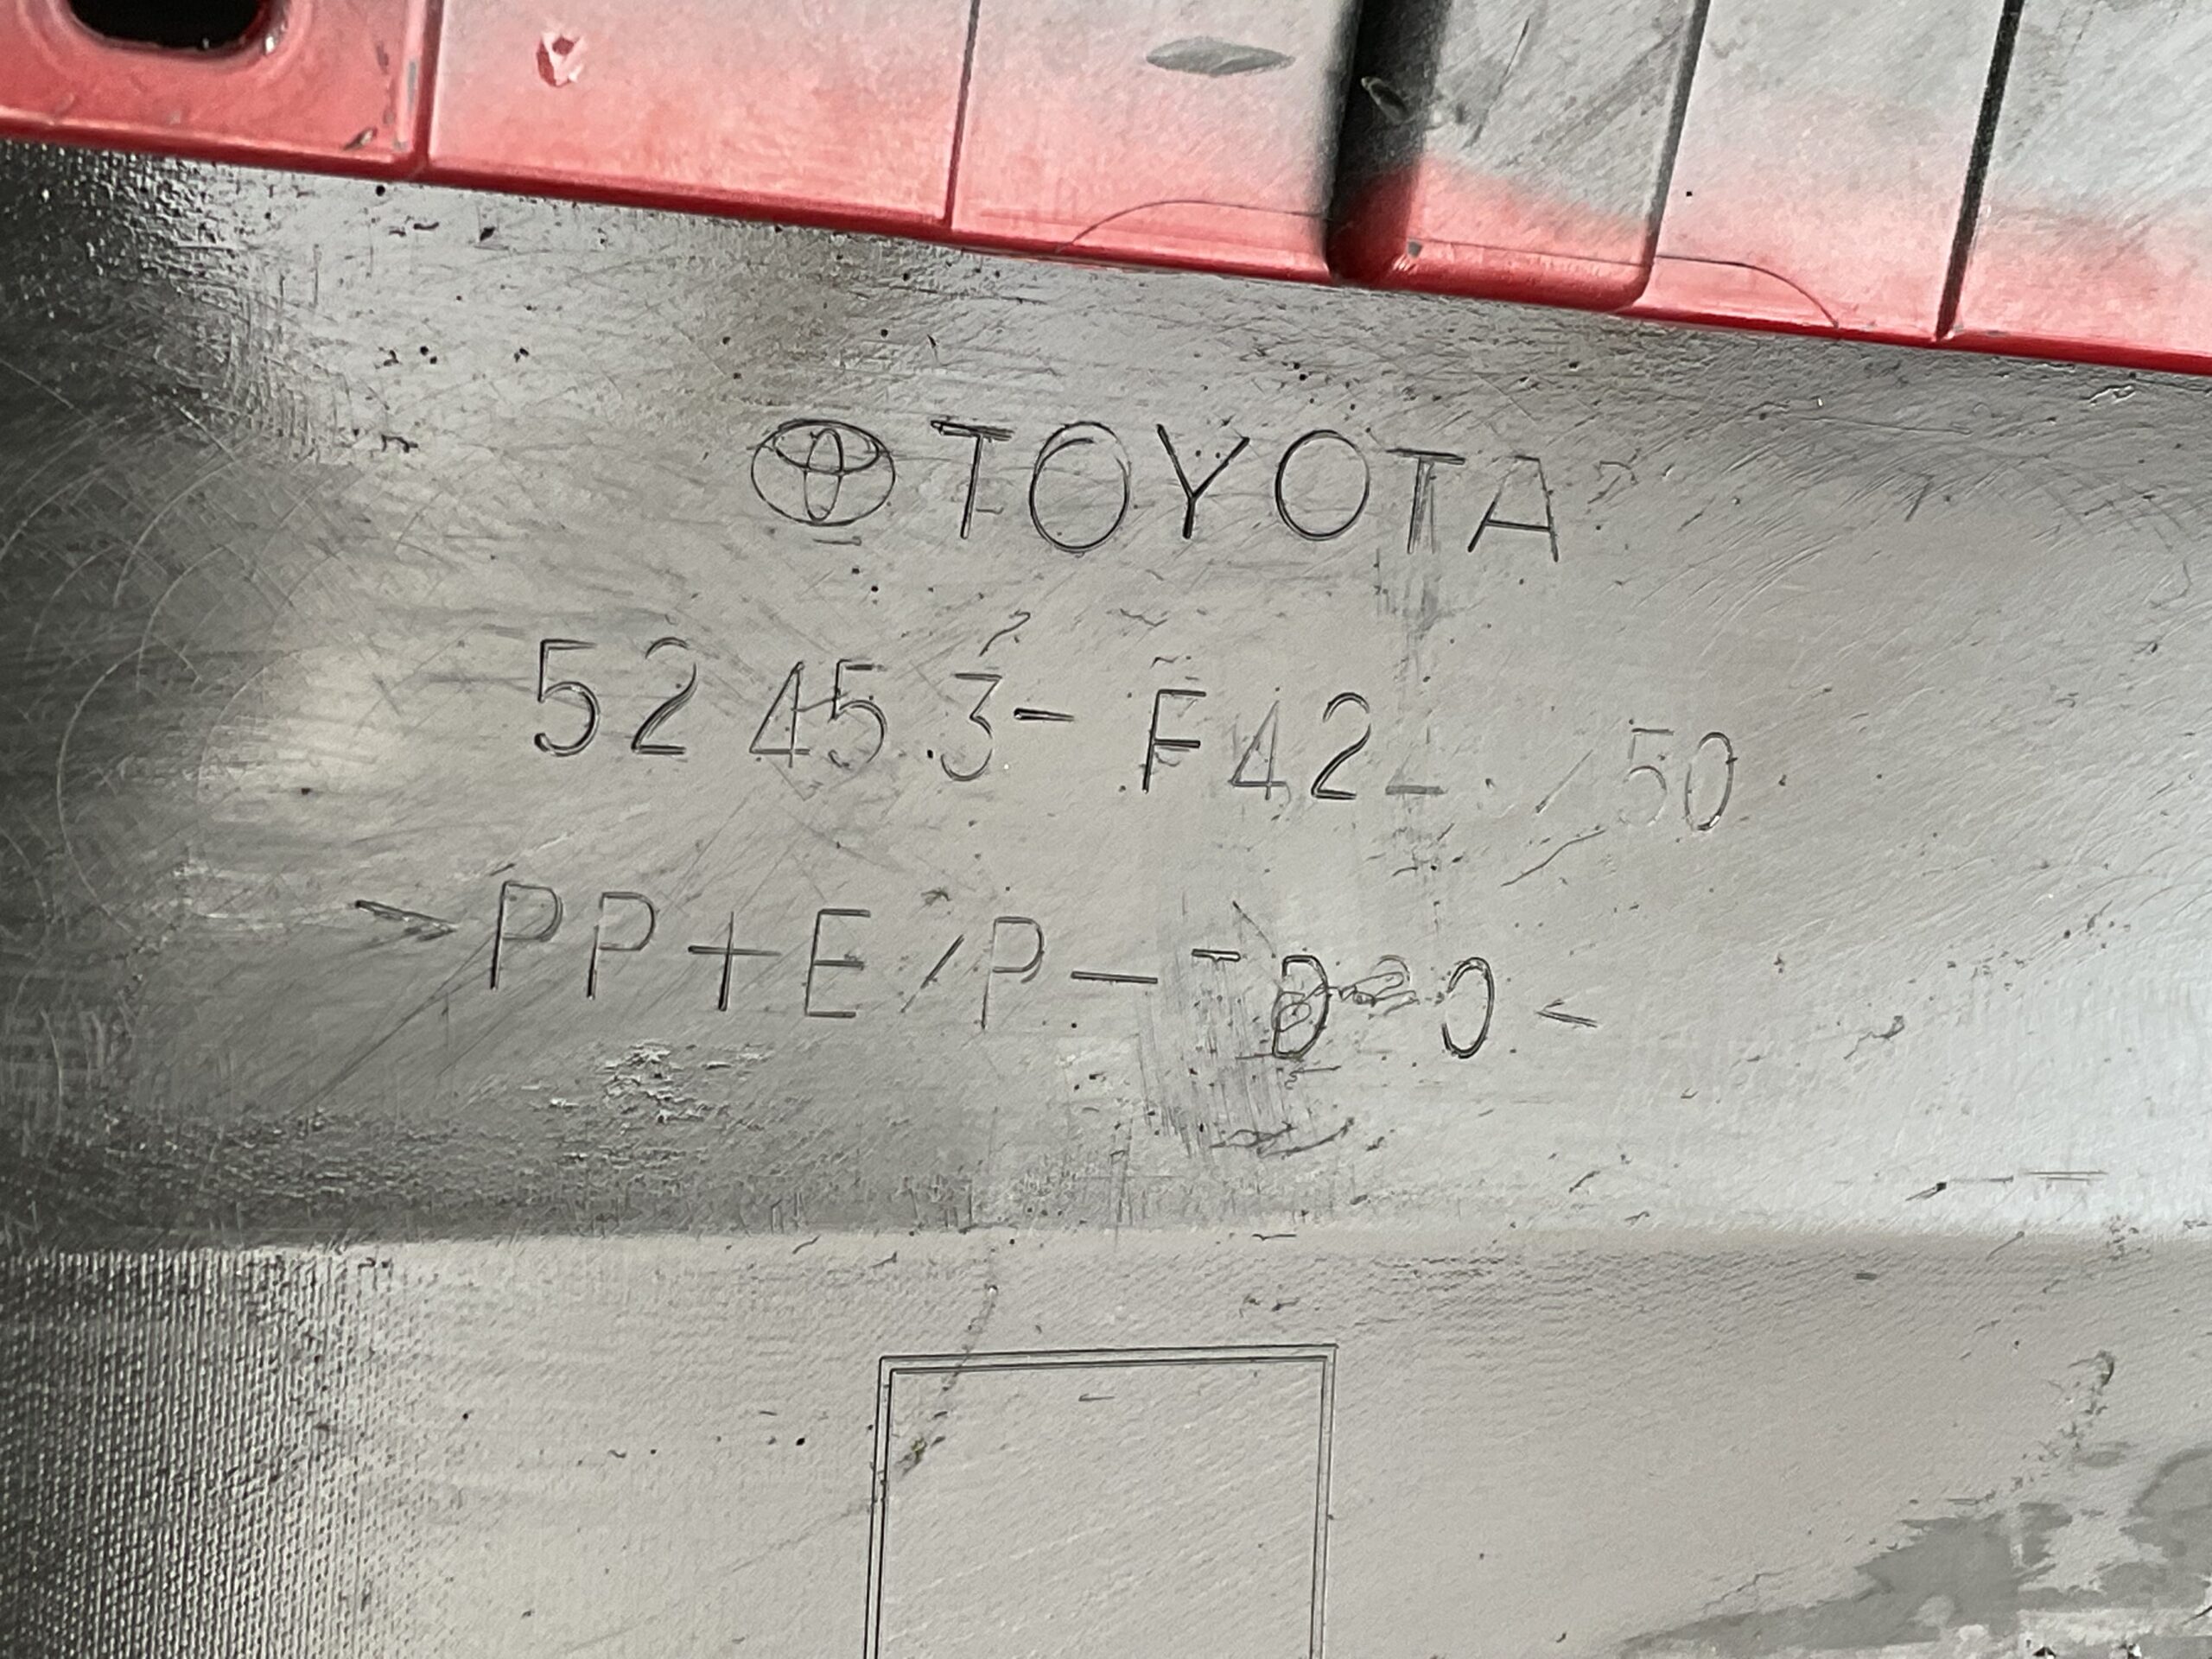 TOYOTA
52453-F42 /50
>PP+E/P-TD20<